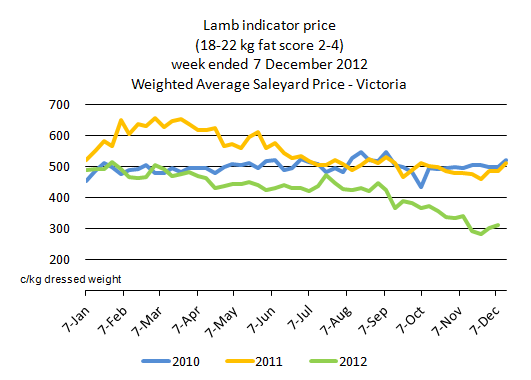 Lamb indicator price
(18-22 kg fat score 2-4)
week ended 7 December 2012
Weighted Average Saleyard Price - Victoria
700
600
500
400
300
200
c/kg dressed weight
7-Jan
7-Feb
7-Mar
7-Apr
7-May
7-Jun
7-Jul
7-Aug
7-Sep
7-Oct
7-Nov
7-Dec
2010
2011
2012